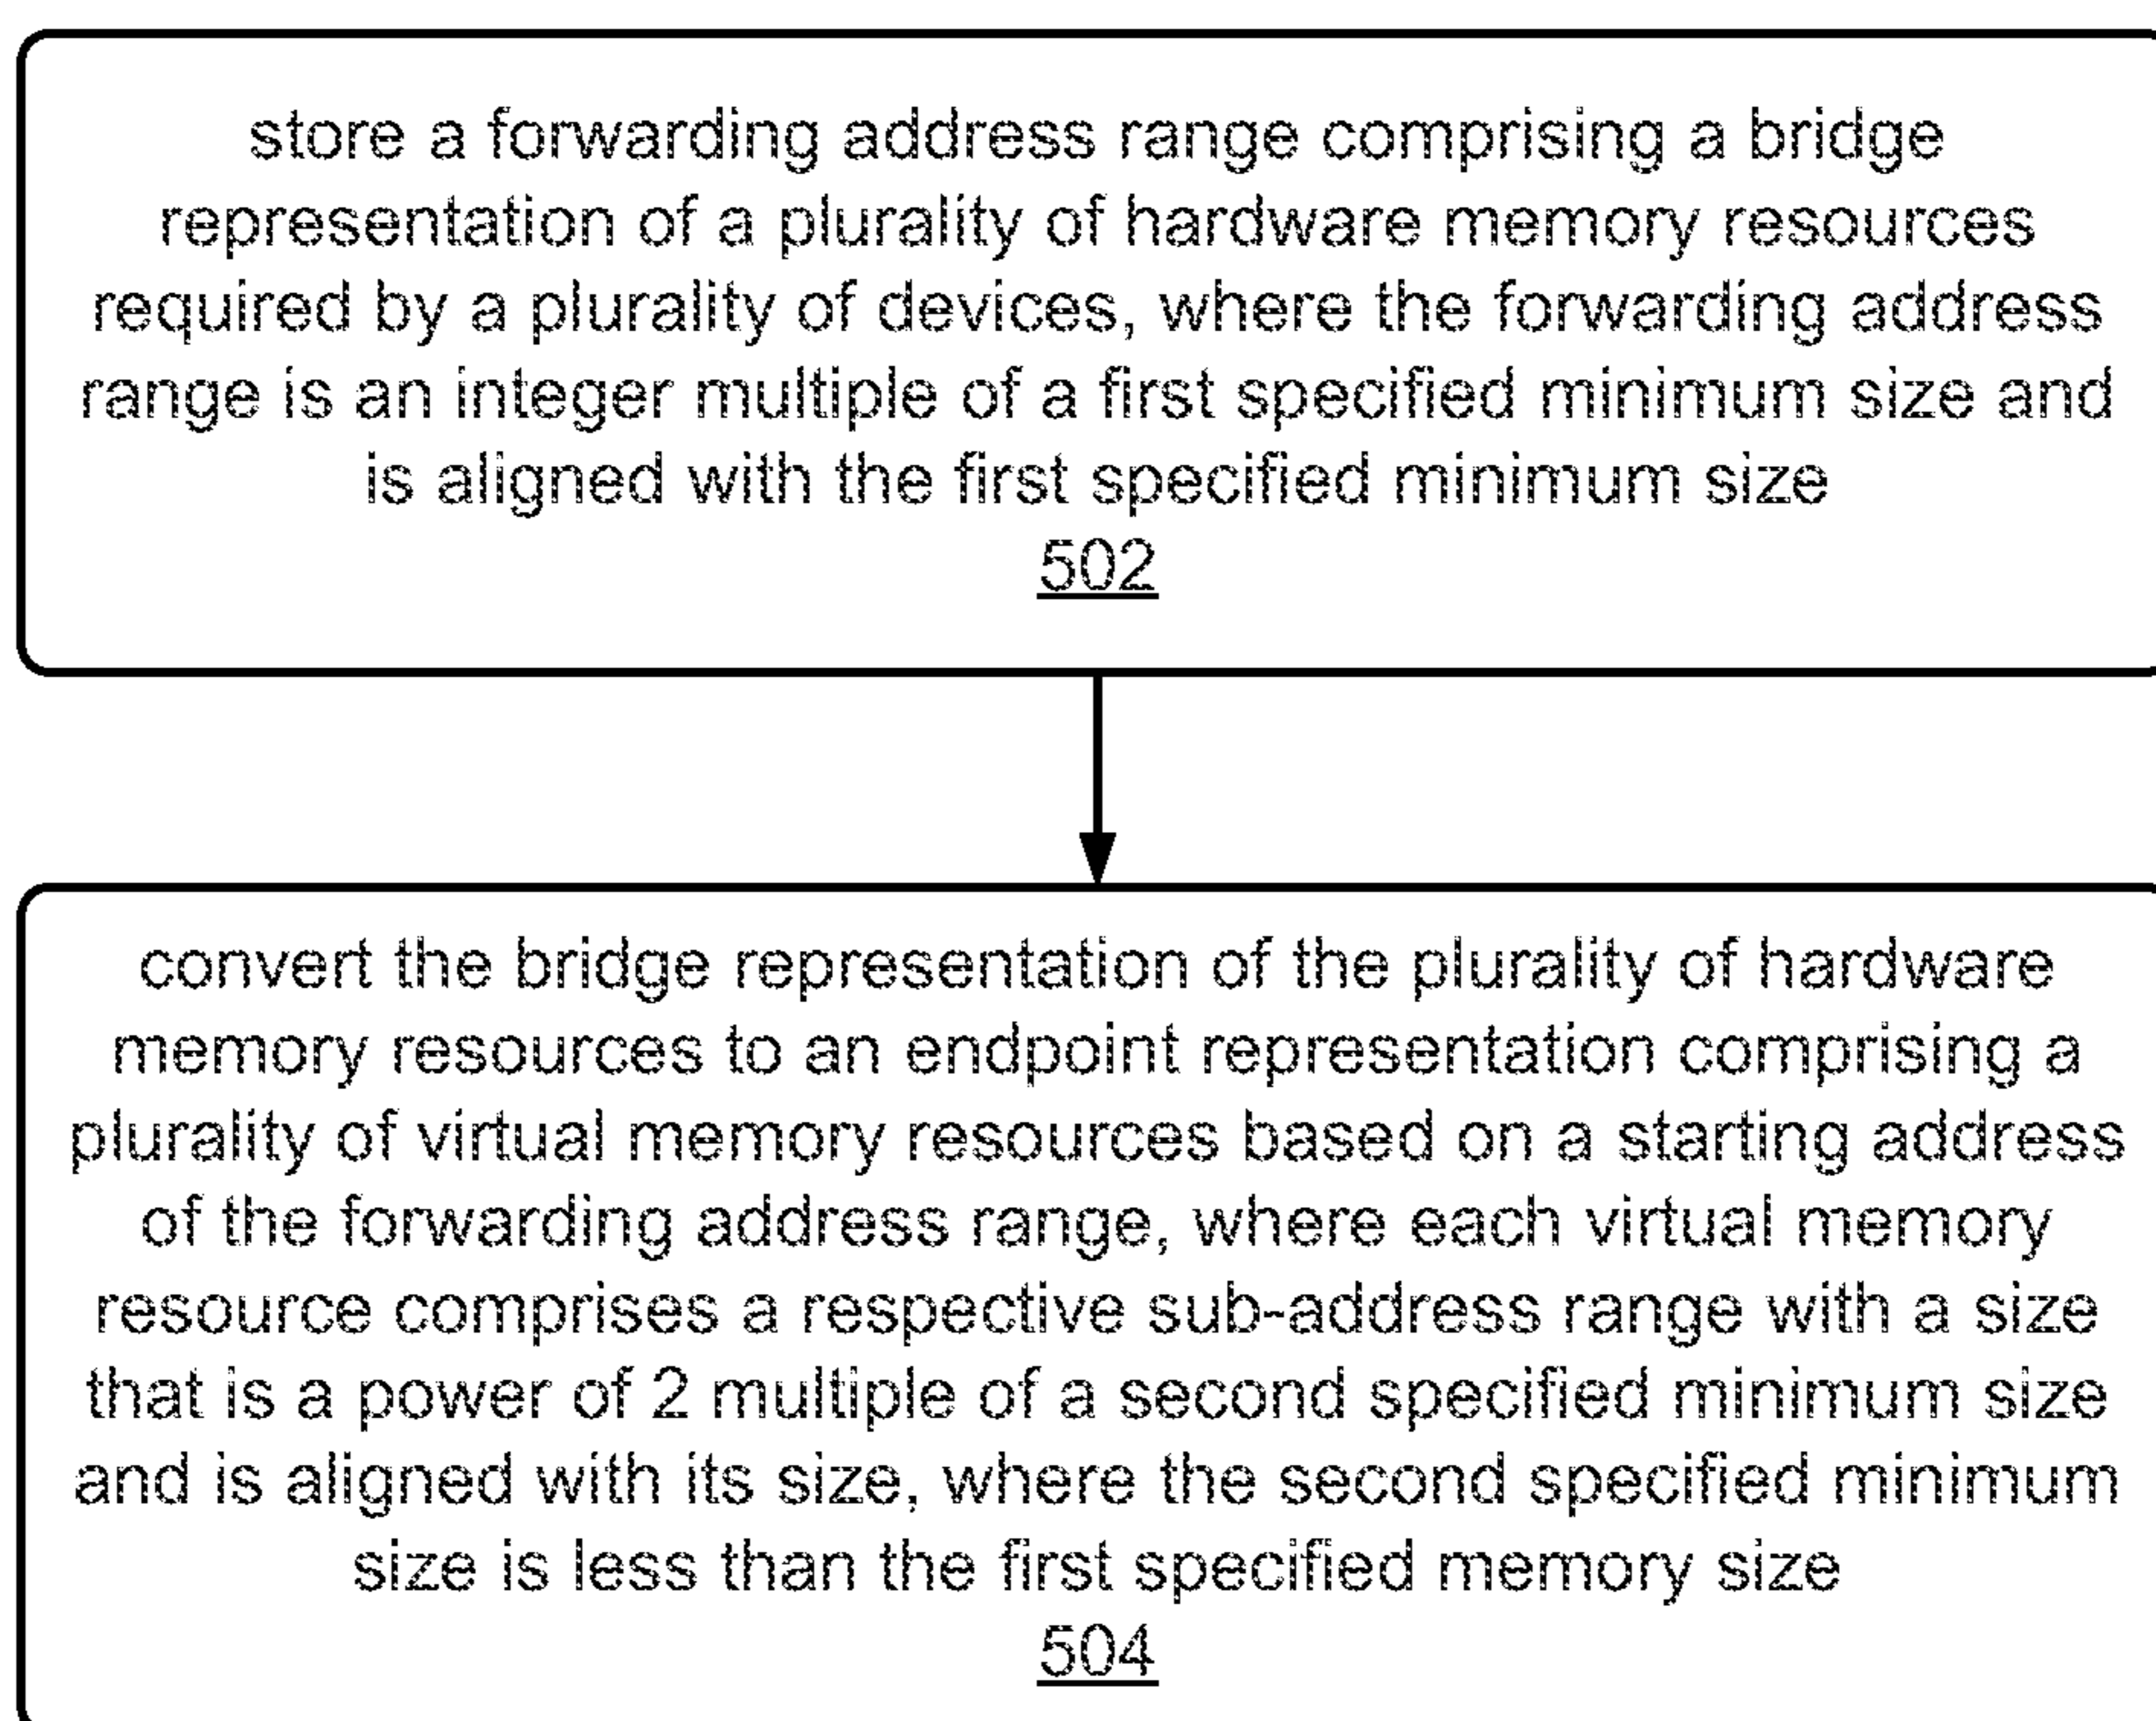 store a forwarding address range comprising a bridge
representation of a plurality of hardware memory resources
required by a plurality of devices, where the forwarding address
range is an integer multiple of a first specified minimum size and
is aligned with the first specified minimum size
502
convert the bridge representation of the plurality of hardware
memory resources to an endpoint representation comprising a
plurality of virtual memory resources based on a starting address
of the forwarding address range, where each virtual memory
resource comprises a respective sub-address range with a size
that is a power of 2 multiple of a second specified minimum size
and is aligned with its size, where the second specified minimum
size is less than the first specified memory size
504